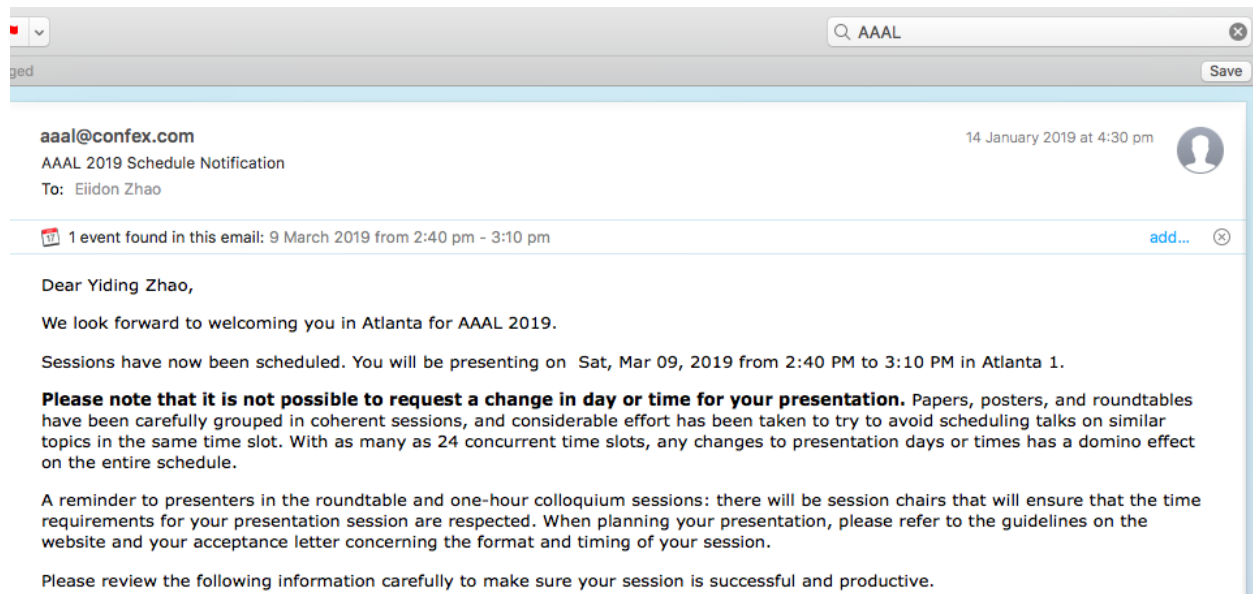 AAAL
ged
Save
aaal@confex.com
14 January 2019 at 4:30 pm
AAAL 2019 Schedule Notification
To: Eiidon Zhao
17
1 event found in this email: 9 March 2019 from 2:40 pm - 3:10 pm
add...
Dear Yiding Zhao,
We look forward to welcoming you in Atlanta for AAAL 2019.
Sessions have now been scheduled. You will be presenting on  Sat, Mar 09, 2019 from 2:40 PM to 3:10 PM in Atlanta 1.
Please note that it is not possible to request a change in day or time for your presentation. Papers, posters, and roundtables
have been carefully grouped in coherent sessions, and considerable effort has been taken to try to avoid scheduling talks on similar
topics in the same time slot. With as many as 24 concurrent time slots, any changes to presentation days or times has a domino effect
on the entire schedule.
A reminder to presenters in the roundtable and one-hour colloquium sessions: there will be session chairs that will ensure that the time
requirements for your presentation session are respected. When planning your presentation, please refer to the guidelines on the
website and your acceptance letter concerning the format and timing of your session.
Please review the following information carefully to make sure your session is successful and productive.